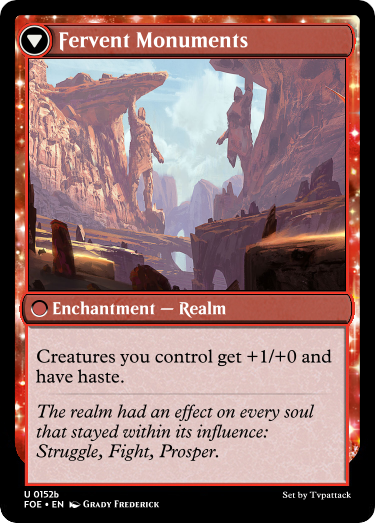 Fervent Monuments
Enchantment — Realm
Creatures you control get +1/+0 and
have haste.
The realm had an effect on every soul
that stayed within its influence:
Struggle, Fight, Prosper.
U 0152b
FOE • EN Grady Frederick
Set by Tvpattack